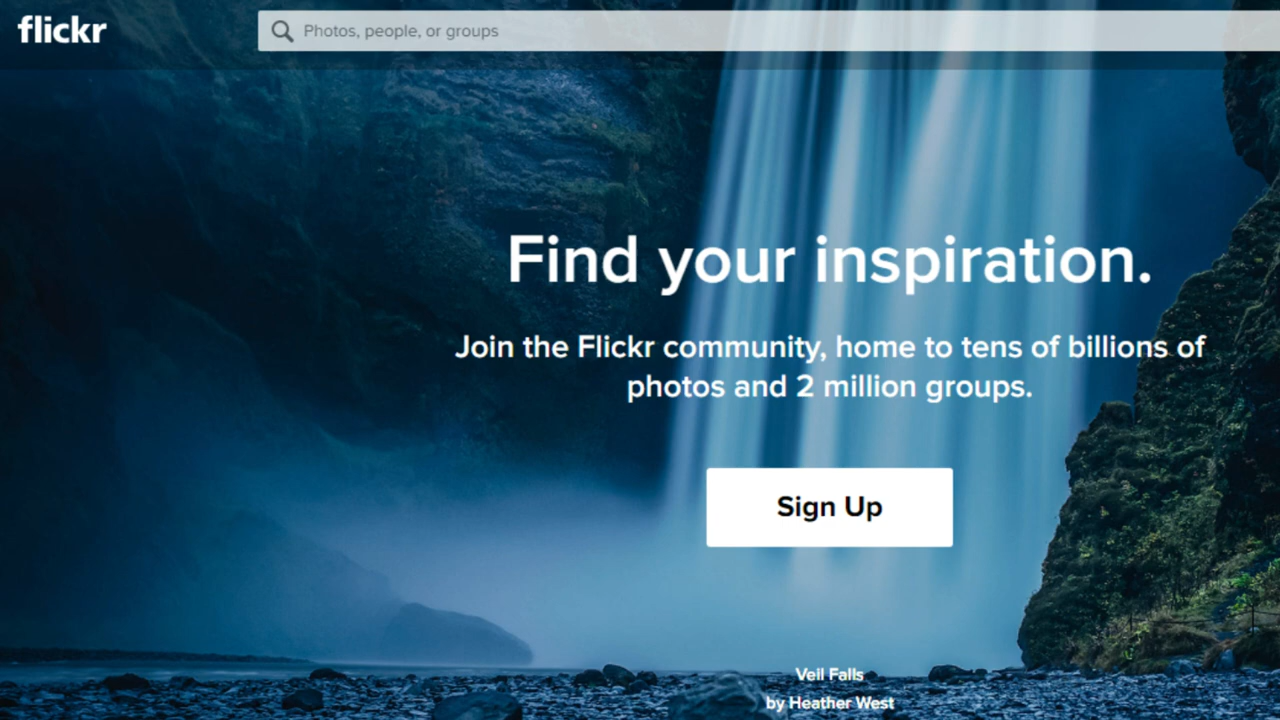 flickr
Photos, people, or groups
Find your inspiration.
Join the Flickr community, home to tens of billions of
photos and 2 million groups.
Sign Up
Veil Falls
by Heather West